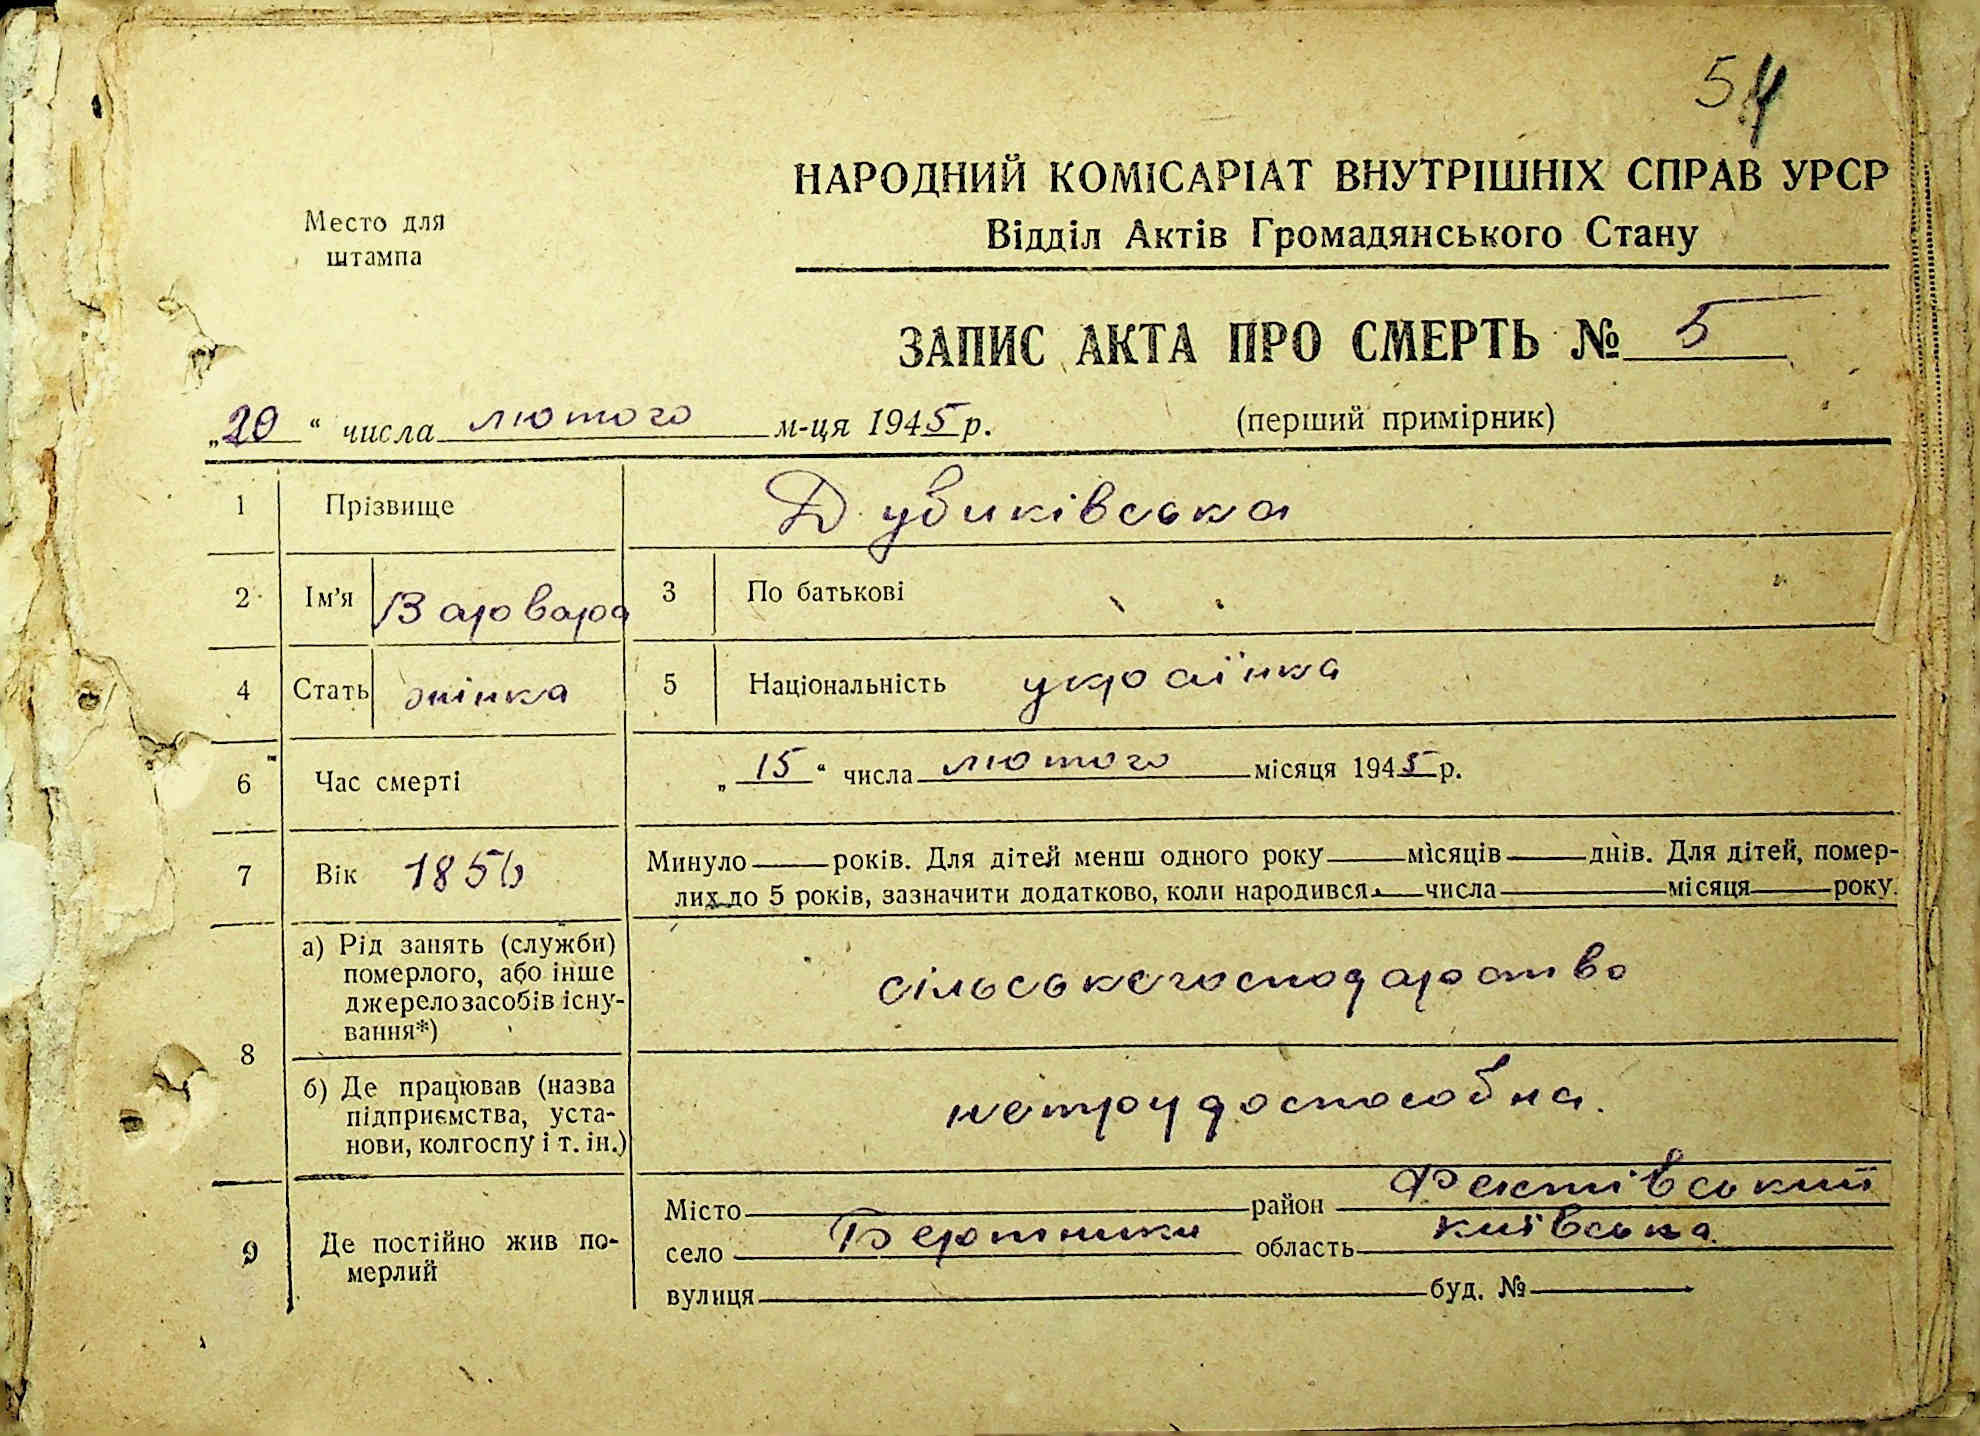 54
Место для
штампа
НАРОДНИЙ КОМІСАРІАТ ВНУТРІШНІХ СПРАВ УРСР
Відділ Актів Громадянського Стану
ЗАПИС АКТА ПРО СМЕРТЬ № 5
„20“ числа лютого м-ця 1945 р. (перший примірник)
1 Прізвище Дубиківська
2 Ім’я Варвара 3 По батькові
4 Стать жінка 5 Національність українка
6 Час смерті „15“ числа лютого місяця 1945 р.
7 Вік 1856 Минуло років. Для дітей менш одного року місяців днів. Для дітей, помер-
лих до 5 років, зазначити додатково, коли народився числа місяця року.
8 а) Рід занять (служби)
померлого, або інше
джерело засобів існу-
вання*)
сільськегосподарство
б) Де працював (назва
підприємства, уста-
нови, колгоспу і т. ін.)
нетрудоспособна.
9 Де постійно жив по-
мерлий
Місто район Фастівський
село Бертники область київська.
вулиця буд. №